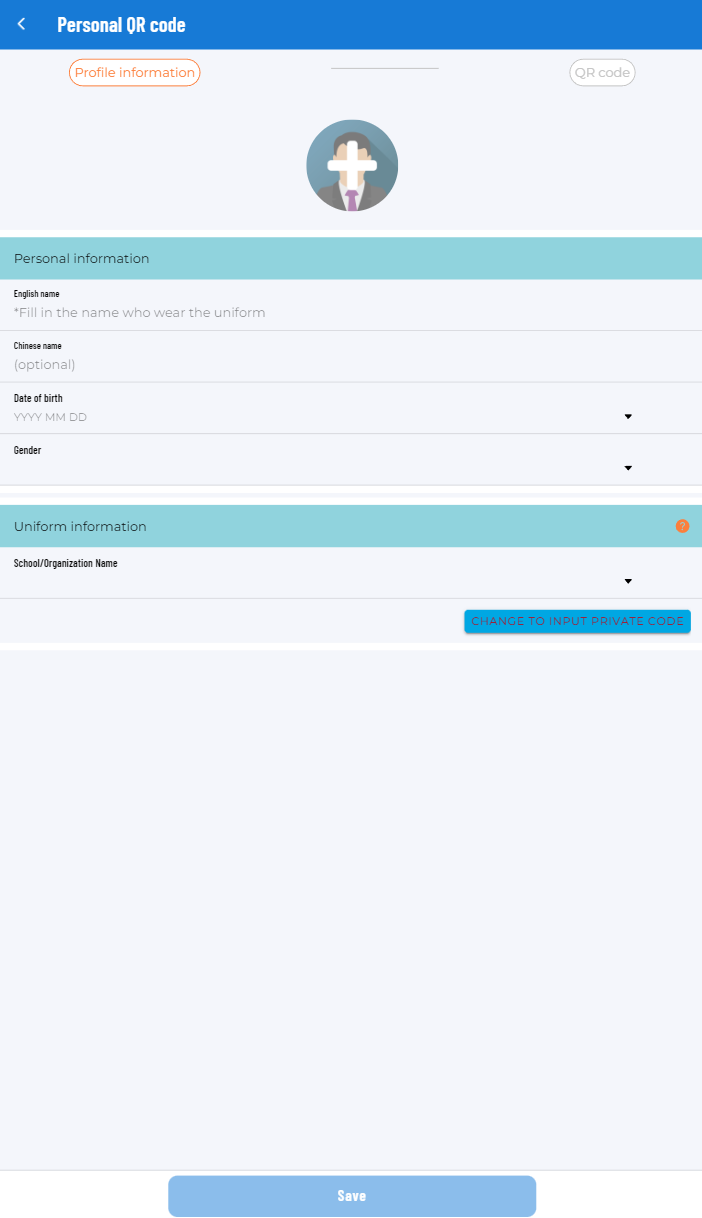 Personal QR code
Profile information
QR code
Personal information
English name
*Fill in the name who wear the uniform
Chinese name
(optional)
Date of birth
YYYY MM DD
Gender
Uniform information
?
School/Organization Name
CHANGE TO INPUT PRIVATE CODE
Save